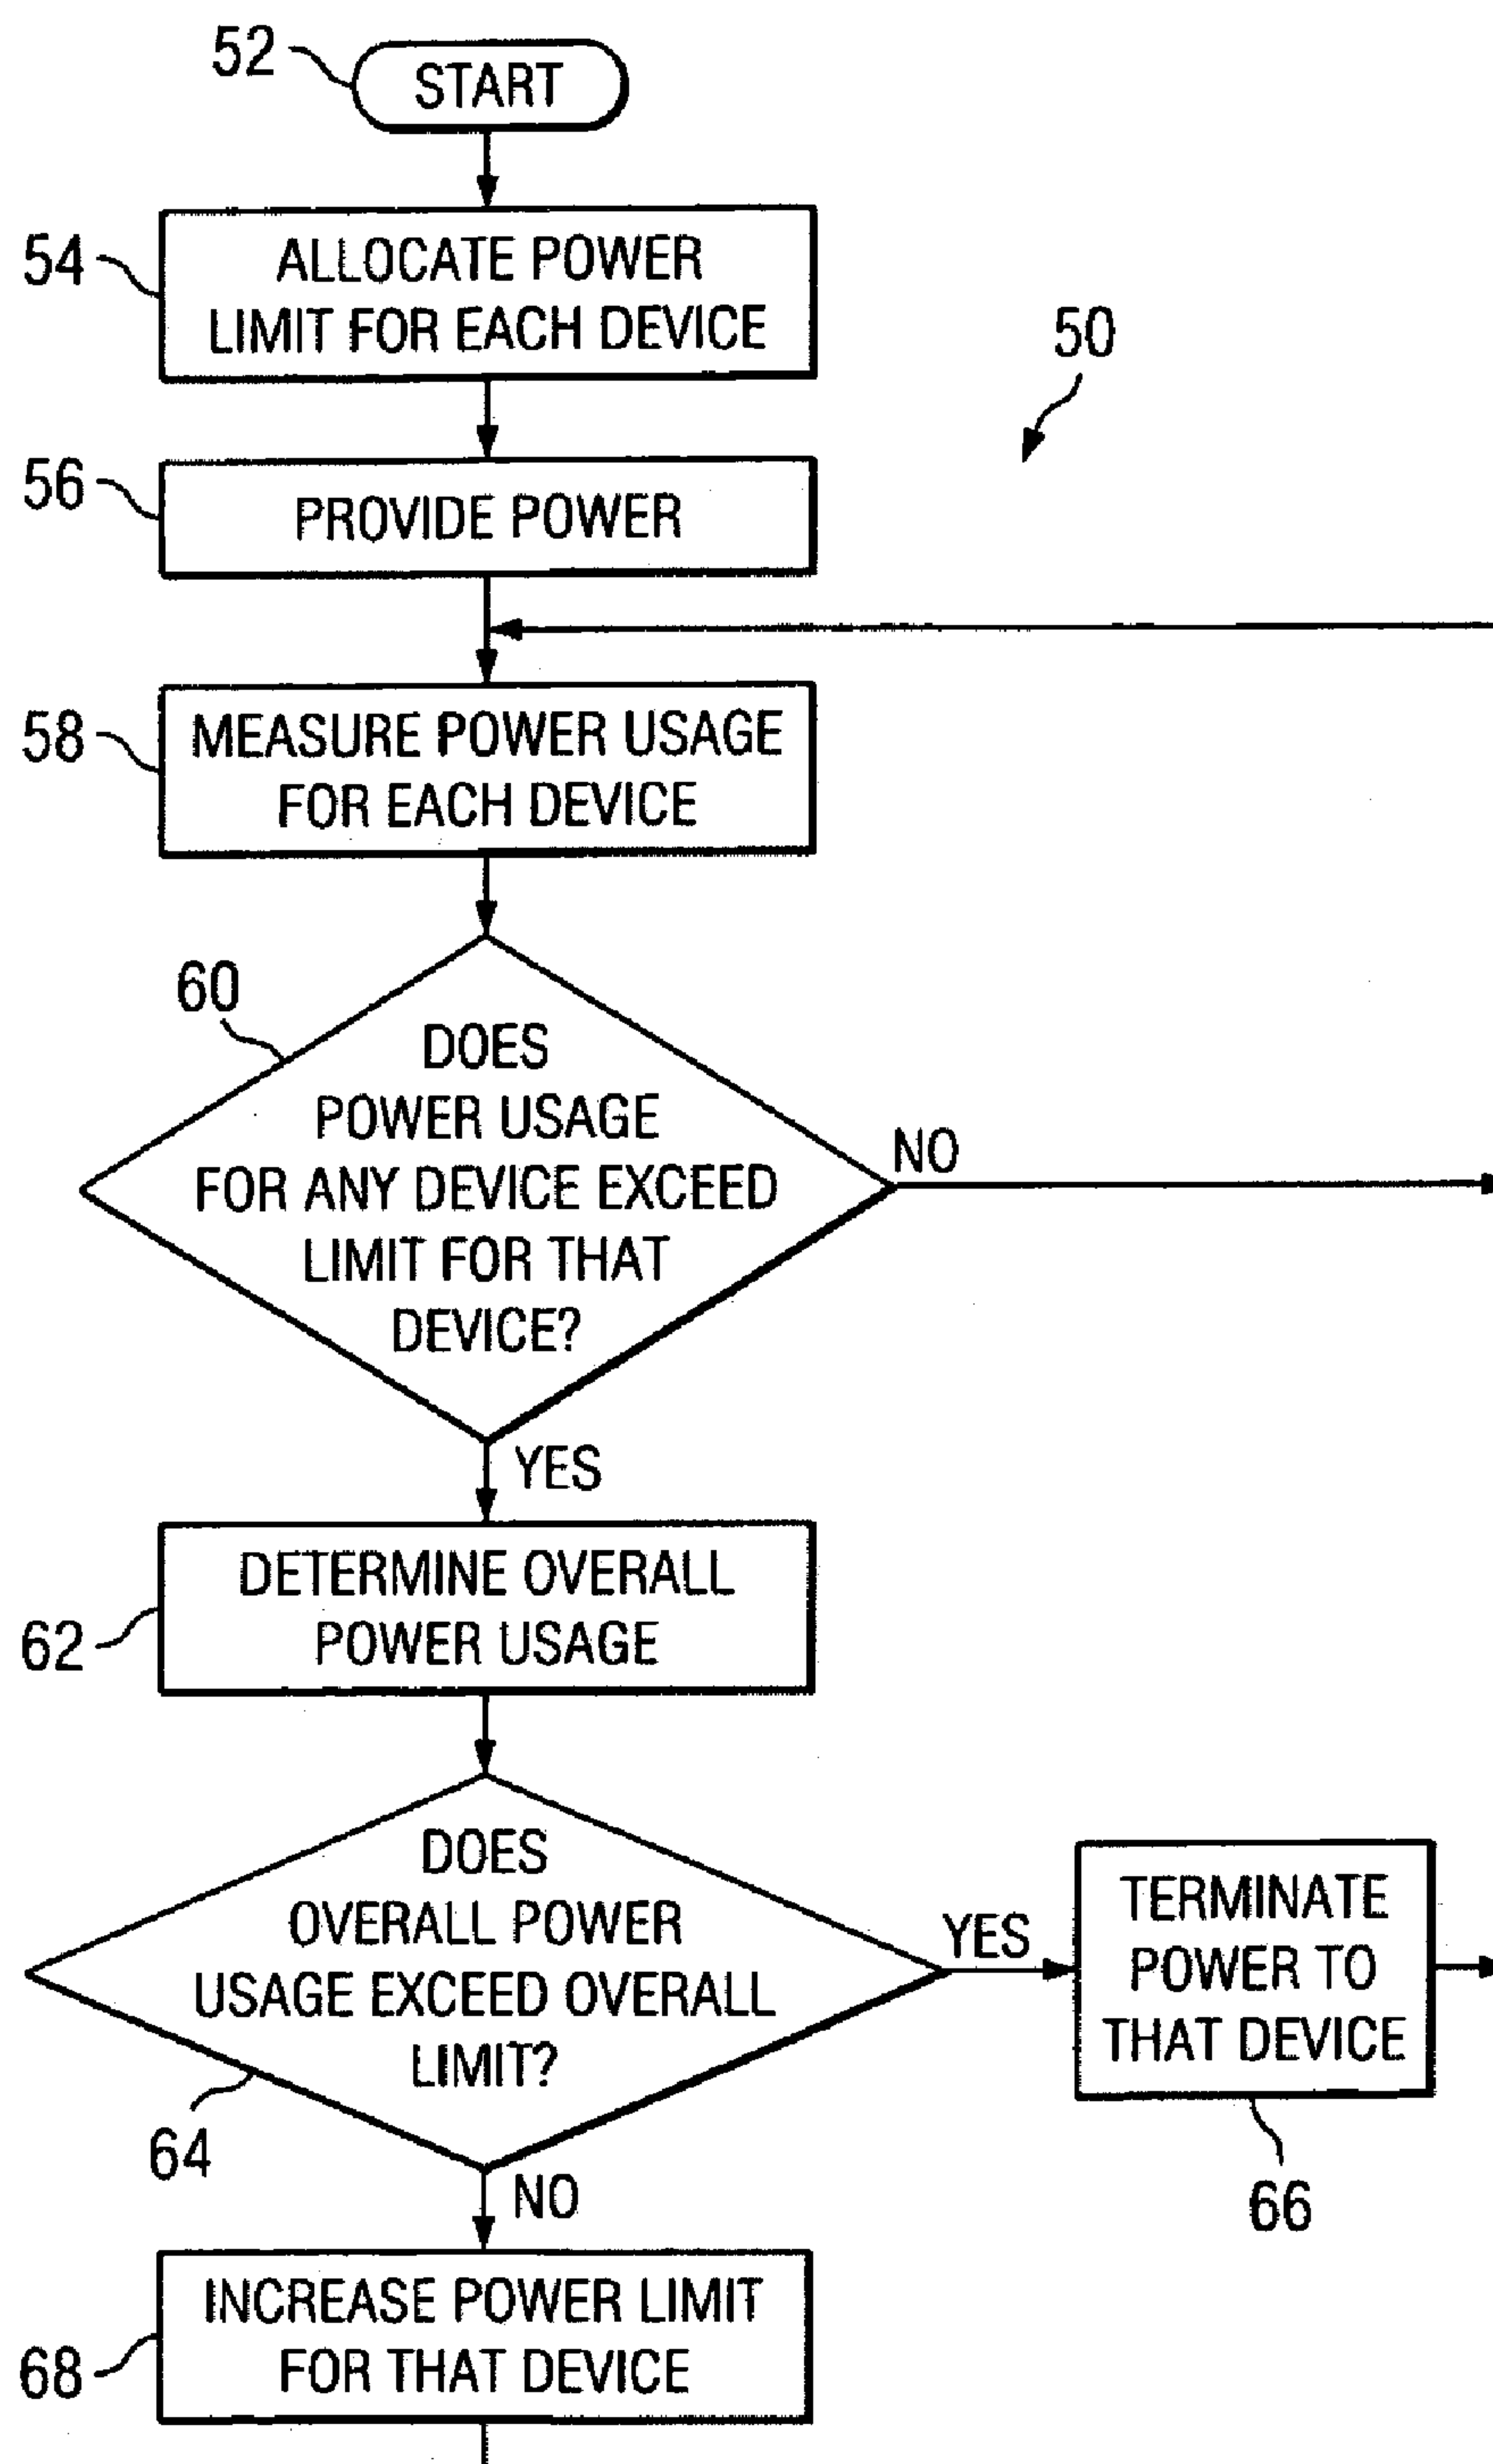 52
START
54
ALLOCATE POWER
LIMIT FOR EACH DEVICE
50
56
PROVIDE POWER
58
MEASURE POWER USAGE
FOR EACH DEVICE
60
DOES
POWER USAGE
FOR ANY DEVICE EXCEED
LIMIT FOR THAT
DEVICE?
NO
YES
62
DETERMINE OVERALL
POWER USAGE
DOES
OVERALL POWER
USAGE EXCEED OVERALL
LIMIT?
64
YES
TERMINATE
POWER TO
THAT DEVICE
66
NO
68
INCREASE POWER LIMIT
FOR THAT DEVICE